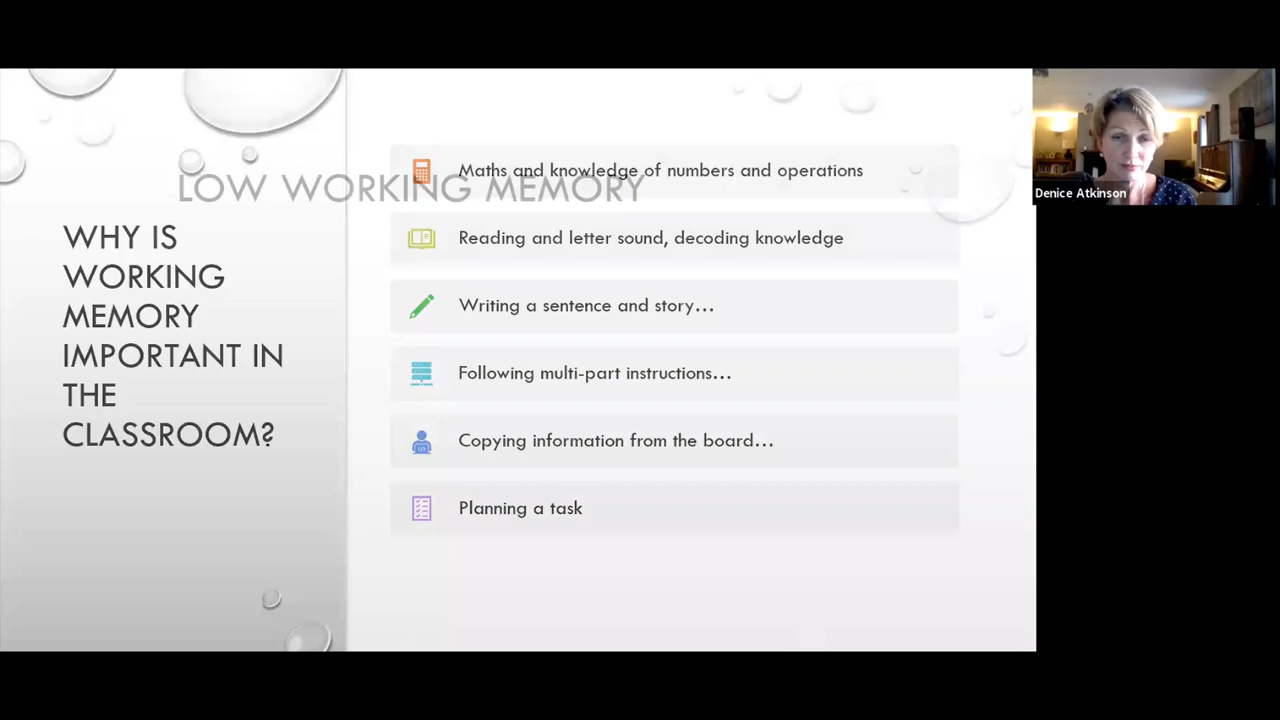 LOW WORKING MEMORY
WHY IS
WORKING
MEMORY
IMPORTANT IN
THE
CLASSROOM?
Maths and knowledge of numbers and operations
Reading and letter sound, decoding knowledge
Writing a sentence and story...
Following multi-part instructions...
Copying information from the board...
Planning a task
Denice Atkinson